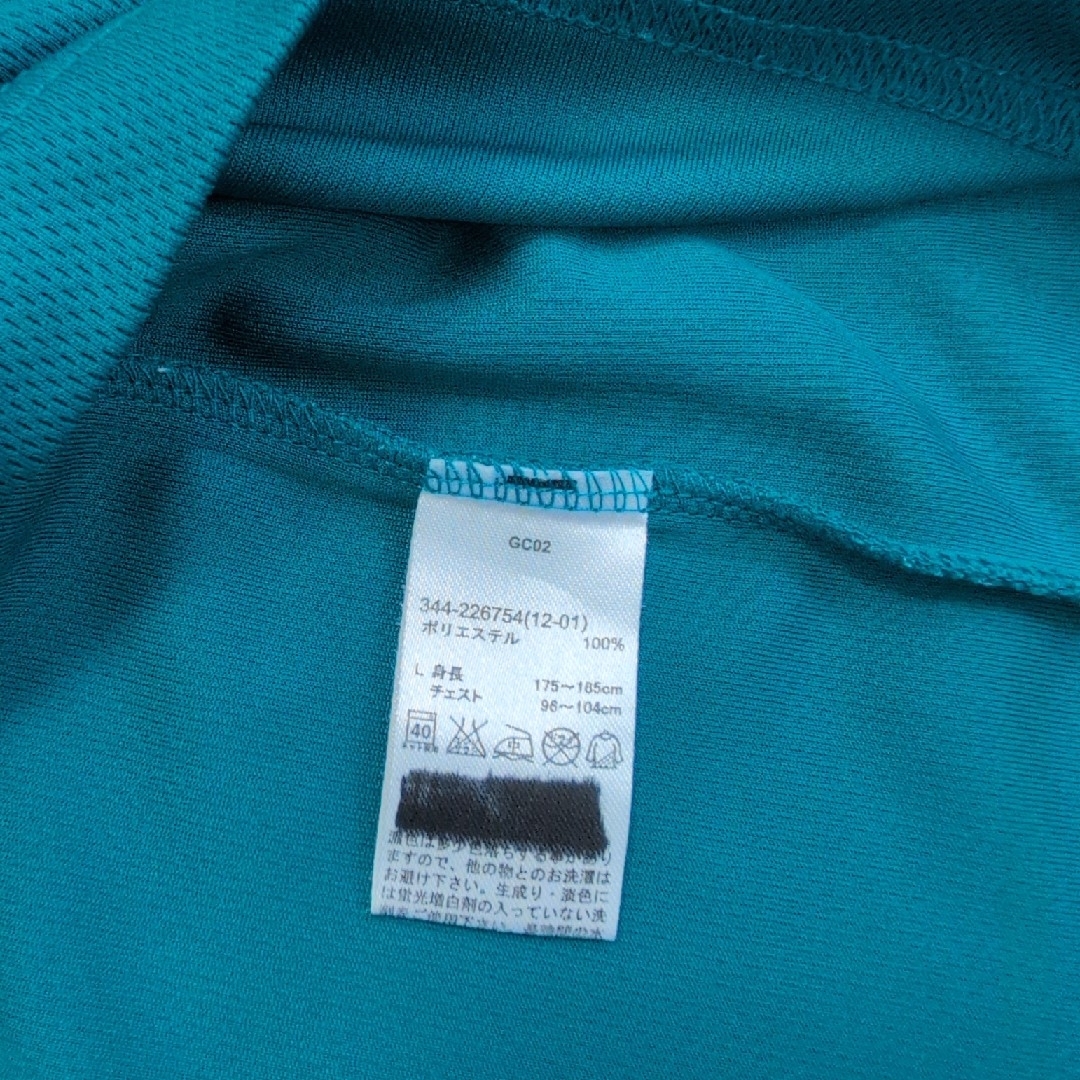 GC02
344-226754(12-01)
ポリエステル 100%
L 身長 175～185cm
チェスト 96～104cm
40
中
濃色は多少色落ちする事があり
ますので、他の物とのお洗濯は
お避け下さい。生成り・淡色に
は蛍光増白剤の入っていない洗